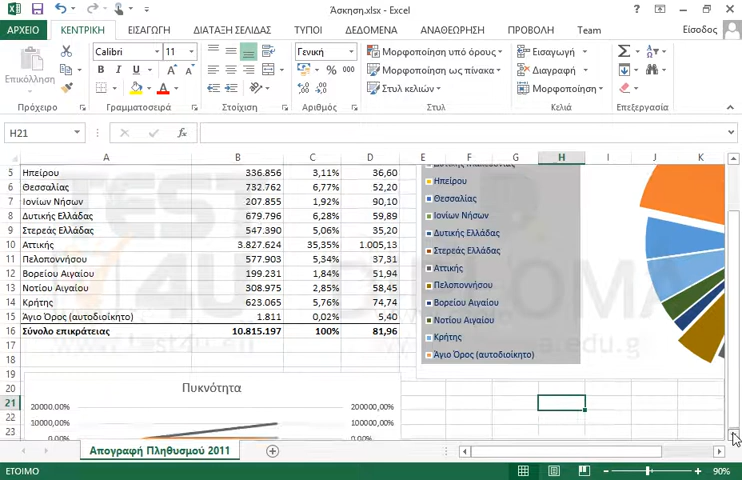 Άσκηση.xlsx - Excel
ΑΡΧΕΙΟ ΚΕΝΤΡΙΚΗ ΕΙΣΑΓΩΓΗ ΔΙΑΤΑΞΗ ΣΕΛΙΔΑΣ ΤΥΠΟΙ ΔΕΔΟΜΕΝΑ ΑΝΑΘΕΩΡΗΣΗ ΠΡΟΒΟΛΗ Team Είσοδος
Επικόλληση
Calibri 11
Γενική
Μορφοποίηση υπό όρους
Μορφοποίηση ως πίνακα
Στυλ κελιών
Εισαγωγή
Διαγραφή
Μορφοποίηση
Πρόχειρο Γραμματοσειρά Στοίχιση Αριθμός Στυλ Κελιά Επεξεργασία
H21
A B C D E F G H I J K
5 Ηπείρου 336.856 3,11% 36,60
6 Θεσσαλίας 732.762 6,77% 52,20
7 Ιονίων Νήσων 207.855 1,92% 90,10
8 Δυτικής Ελλάδας 679.796 6,28% 59,89
9 Στερεάς Ελλάδας 547.390 5,06% 35,20
10 Αττικής 3.827.624 35,35% 1.005,13
11 Πελοποννήσου 577.903 5,34% 37,31
12 Βορείου Αιγαίου 199.231 1,84% 51,94
13 Νοτίου Αιγαίου 308.975 2,85% 58,45
14 Κρήτης 623.065 5,76% 74,74
15 Άγιο Όρος (αυτοδιοίκητο) 1.811 0,02% 5,40
16 Σύνολο επικράτειας 10.815.197 100% 81,96
17
18
19
20
21
22
23
Δυτικής Μακεδονίας
Ηπείρου
Θεσσαλίας
Ιονίων Νήσων
Δυτικής Ελλάδας
Στερεάς Ελλάδας
Αττικής
Πελοποννήσου
Βορείου Αιγαίου
Νοτίου Αιγαίου
Κρήτης
Άγιο Όρος (αυτοδιοίκητο)
Πυκνότητα
20000.00% 200000,00%
10000.00% 100000,00%
0.00% 0,00%
Απογραφή Πληθυσμού 2011
ΕΤΟΙΜΟ 90%